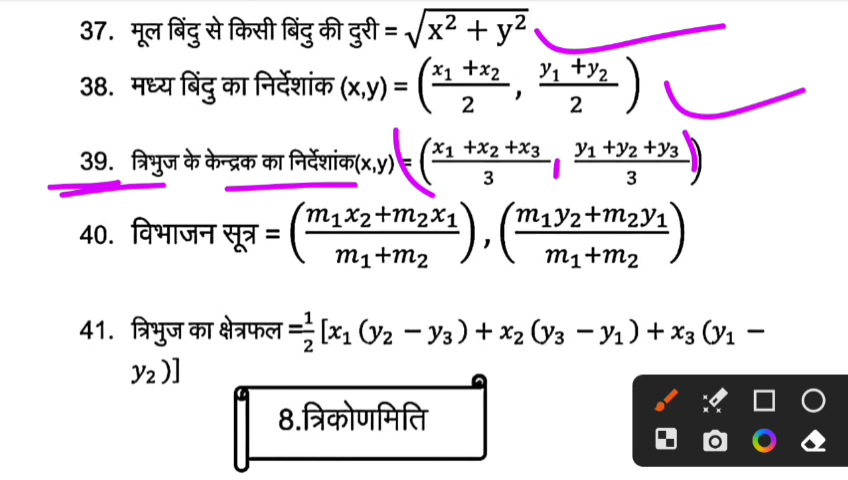 37. मूल बिंदु से किसी बिंदु की दुरी = √(x² + y²)
38. मध्य बिंदु का निर्देशांक (x,y) = ((x₁ +x₂)/2 , (y₁ +y₂)/2)
39. त्रिभुज के केन्द्रक का निर्देशांक(x,y) = ((x₁ +x₂ +x₃)/3 , (y₁ +y₂ +y₃)/3)
40. विभाजन सूत्र = ((m₁x₂+m₂x₁)/(m₁+m₂)) , ((m₁y₂+m₂y₁)/(m₁+m₂))
41. त्रिभुज का क्षेत्रफल =1/2 [x₁ (y₂ − y₃) + x₂ (y₃ − y₁) + x₃ (y₁ −
y₂)]
8.त्रिकोणमिति